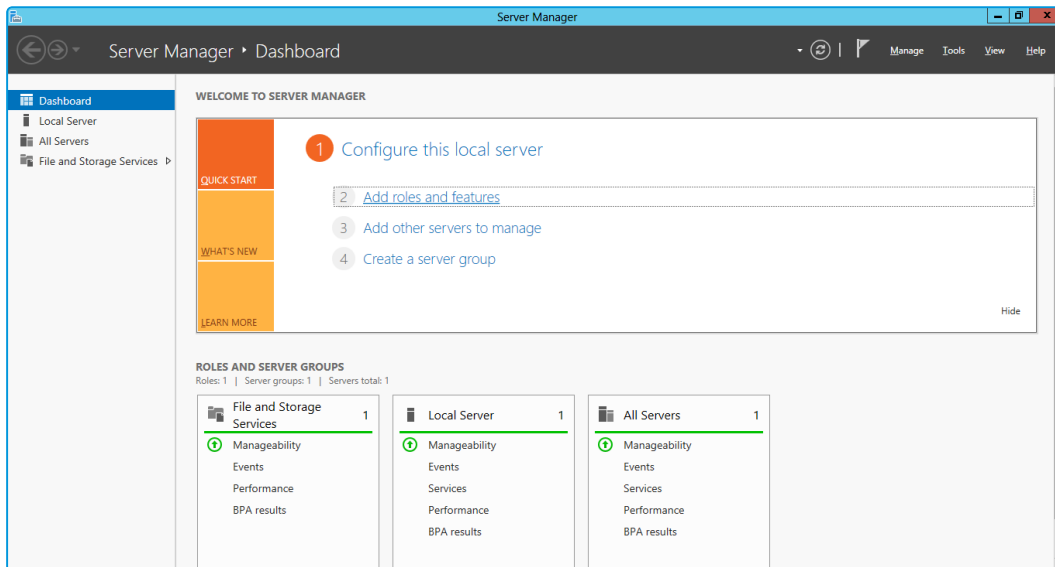 Server Manager
Server Manager ‣ Dashboard
Manage Tools View Help
Dashboard
Local Server
All Servers
File and Storage Services
WELCOME TO SERVER MANAGER
QUICK START
WHAT'S NEW
LEARN MORE
1 Configure this local server
2 Add roles and features
3 Add other servers to manage
4 Create a server group
Hide
ROLES AND SERVER GROUPS
Roles: 1 | Server groups: 1 | Servers total: 1
File and Storage
Services
1
Manageability
Events
Performance
BPA results
Local Server 1
Manageability
Events
Services
Performance
BPA results
All Servers 1
Manageability
Events
Services
Performance
BPA results